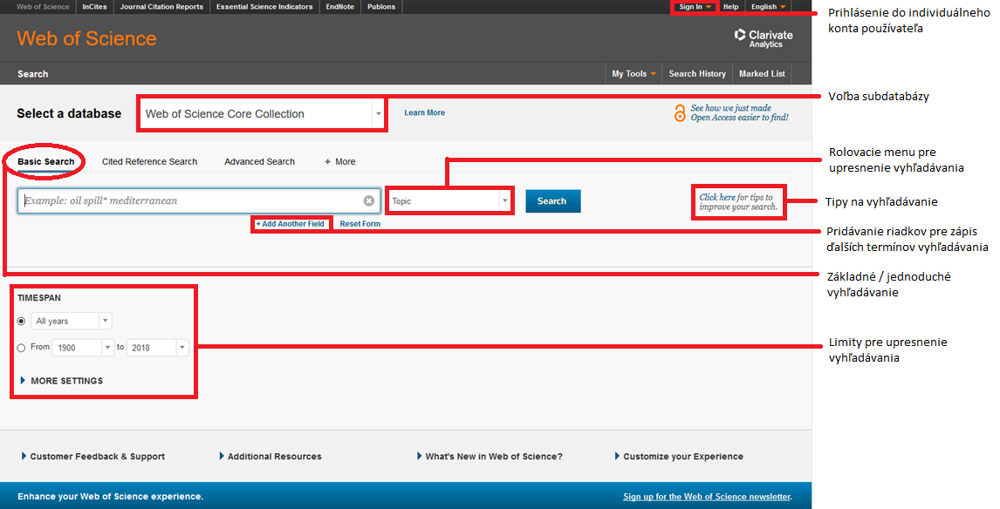 Web of Science InCites Journal Citation Reports Essential Science Indicators EndNote Publons Sign In Help English
Prihlásenie do individuálneho
konta používateľa
Web of Science
Clarivate
Analytics
Search My Tools Search History Marked List
Select a database Web of Science Core Collection Learn More
See how we just made
Open Access easier to find!
Voľba subdatabázy
Basic Search Cited Reference Search Advanced Search + More
Rolovacie menu pre
upresnenie vyhľadávania
Example: oil spill* mediterranean Topic Search
Click here for tips to
improve your search.
Tipy na vyhľadávanie
+ Add Another Field Reset Form
Pridávanie riadkov pre zápis
ďalších termínov vyhľadávania
Základné / jednoduché
vyhľadávanie
TIMESPAN
All years
From 1900 to 2018
MORE SETTINGS
Limity pre upresnenie
vyhľadávania
Customer Feedback & Support Additional Resources What's New in Web of Science? Customize your Experience
Enhance your Web of Science experience. Sign up for the Web of Science newsletter.